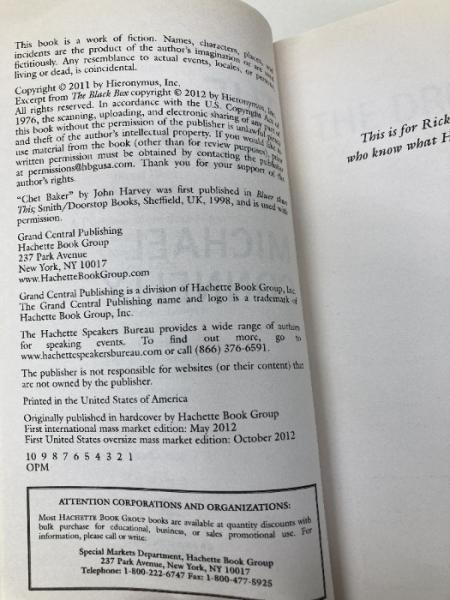 This book is a work of fiction. Names, characters, places, and
incidents are the product of the author's imagination or are used
fictitiously. Any resemblance to actual events, locales, or persons,
living or dead, is coincidental.
Copyright © 2011 by Hieronymus, Inc.
Excerpt from The Black Box copyright © 2012 by Hieronymus, Inc.
All rights reserved. In accordance with the U.S. Copyright Act of
1976, the scanning, uploading, and electronic sharing of any part of
this book without the permission of the publisher is unlawful piracy
and theft of the author's intellectual property. If you would like to
use material from the book (other than for review purposes), prior
written permission must be obtained by contacting the publisher
at permissions@hbgusa.com. Thank you for your support of the
author's rights.
"Chet Baker" by John Harvey was first published in Bluer than
This, Smith/Doorstop Books, Sheffield, UK, 1998, and is used with
permission.
Grand Central Publishing
Hachette Book Group
237 Park Avenue
New York, NY 10017
www.HachetteBookGroup.com
Grand Central Publishing is a division of Hachette Book Group, Inc.
The Grand Central Publishing name and logo is a trademark of
Hachette Book Group, Inc.
The Hachette Speakers Bureau provides a wide range of authors
for speaking events. To find out more, go to
www.hachettespeakersbureau.com or call (866) 376-6591.
The publisher is not responsible for websites (or their content) that
are not owned by the publisher.
Printed in the United States of America
Originally published in hardcover by Hachette Book Group
First international mass market edition: May 2012
First United States oversize mass market edition: October 2012
10 9 8 7 6 5 4 3 2 1
OPM
ATTENTION CORPORATIONS AND ORGANIZATIONS:
Most HACHETTE BOOK GROUP books are available at quantity discounts with
bulk purchase for educational, business, or sales promotional use. For
information, please call or write:
Special Markets Department, Hachette Book Group
237 Park Avenue, New York, NY 10017
Telephone: 1-800-222-6747 Fax: 1-800-477-5925
This is for Rick
who know what H